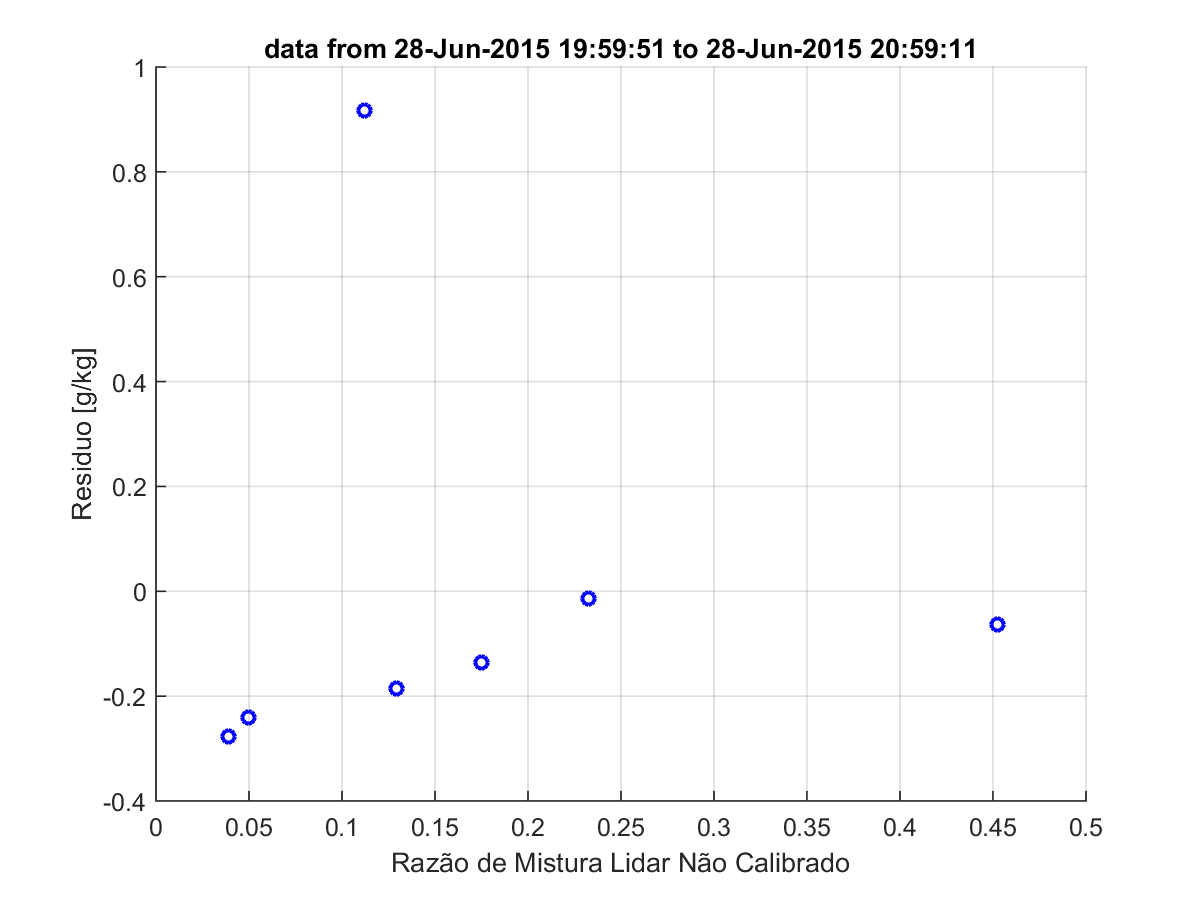 data from 28-Jun-2015 19:59:51 to 28-Jun-2015 20:59:11
1
0.8
0.6
0.4
0.2
0
-0.2
-0.4
Residuo [g/kg]
0 0.05 0.1 0.15 0.2 0.25 0.3 0.35 0.4 0.45 0.5
Razão de Mistura Lidar Não Calibrado